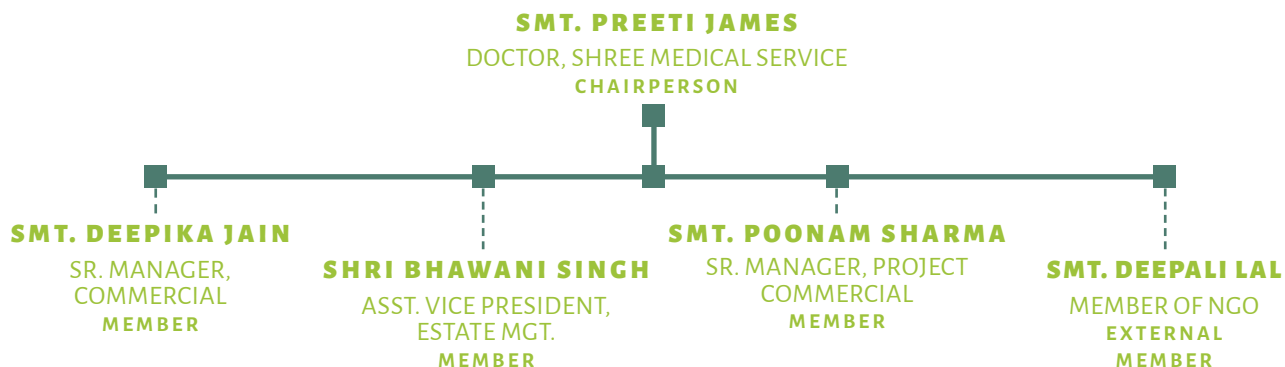 SMT. PREETI JAMES
DOCTOR, SHREE MEDICAL SERVICE
CHAIRPERSON
SMT. DEEPIKA JAIN
SR. MANAGER,
COMMERCIAL
MEMBER
SHRI BHAWANI SINGH
ASST. VICE PRESIDENT,
ESTATE MGT.
MEMBER
SMT. POONAM SHARMA
SR. MANAGER, PROJECT
COMMERCIAL
MEMBER
SMT. DEEPALI LAL
MEMBER OF NGO
EXTERNAL
MEMBER